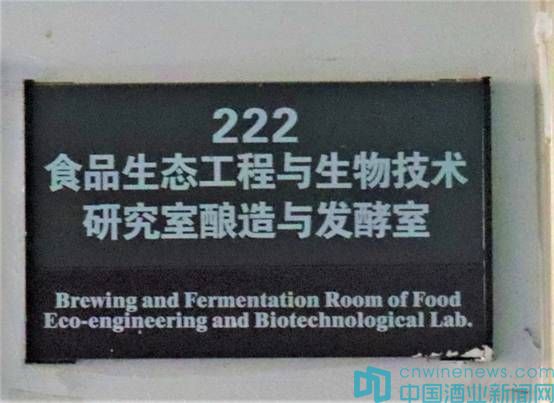 222
食品生态工程与生物技术
研究室酿造与发酵室
Brewing and Fermentation Room of Food
Eco-engineering and Biotechnological Lab.
cnwinenews.com
中国酒业新闻网